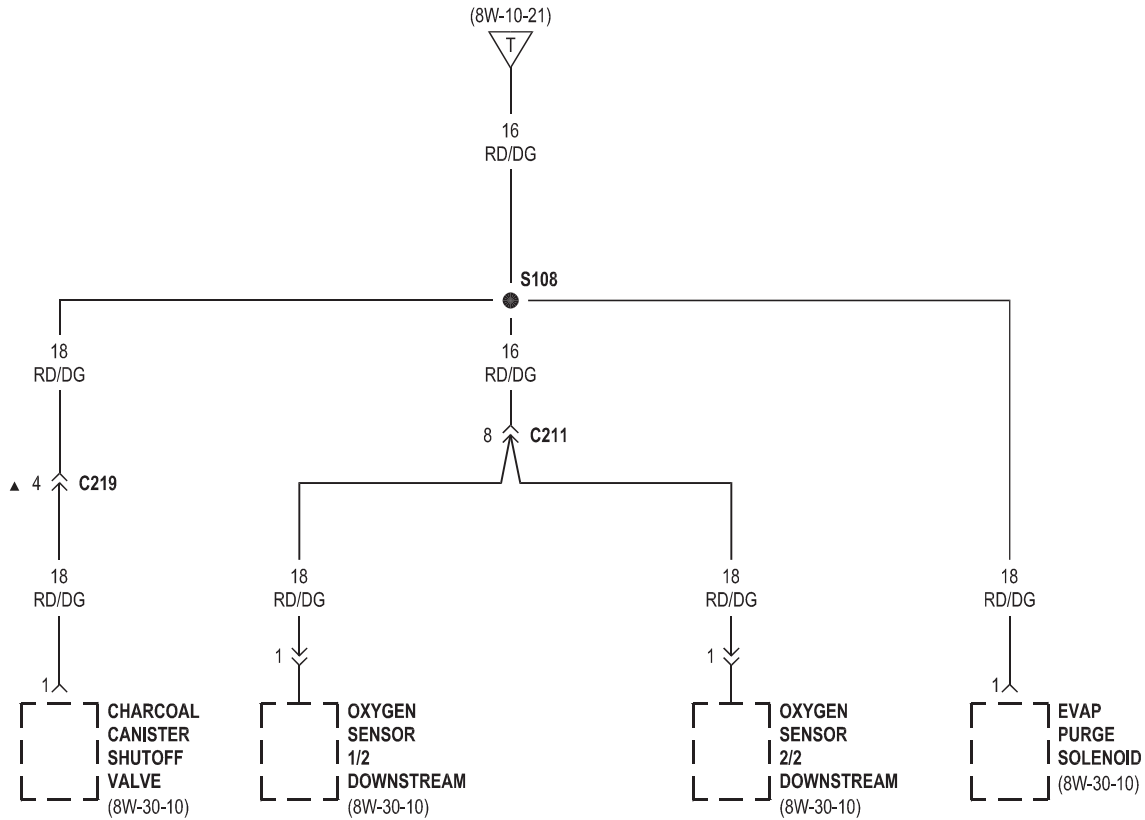 (8W-10-21)
T
16
RD/DG
S108
18
RD/DG
16
RD/DG
8 C211
▲ 4 C219
18
RD/DG
18
RD/DG
18
RD/DG
18
RD/DG
1
1
1
1
CHARCOAL
CANISTER
SHUTOFF
VALVE
(8W-30-10)
OXYGEN
SENSOR
1/2
DOWNSTREAM
(8W-30-10)
OXYGEN
SENSOR
2/2
DOWNSTREAM
(8W-30-10)
EVAP
PURGE
SOLENOID
(8W-30-10)